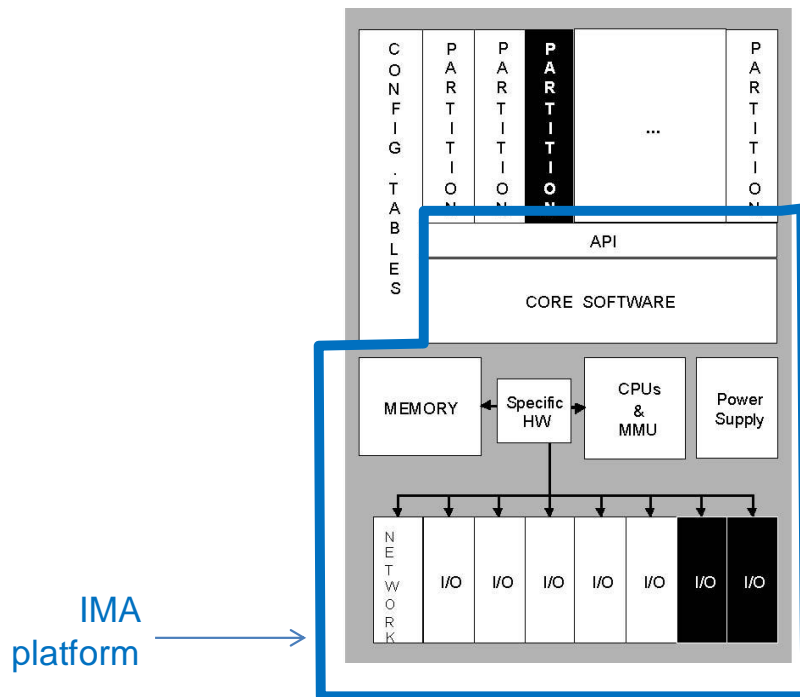 CONFIG.TABLES
PARTITION
PARTITION
PARTITION
...
PARTITION
API
CORE SOFTWARE
MEMORY
Specific
HW
CPUs
&
MMU
Power
Supply
NETWORK
I/O
I/O
I/O
I/O
I/O
I/O
I/O
IMA
platform